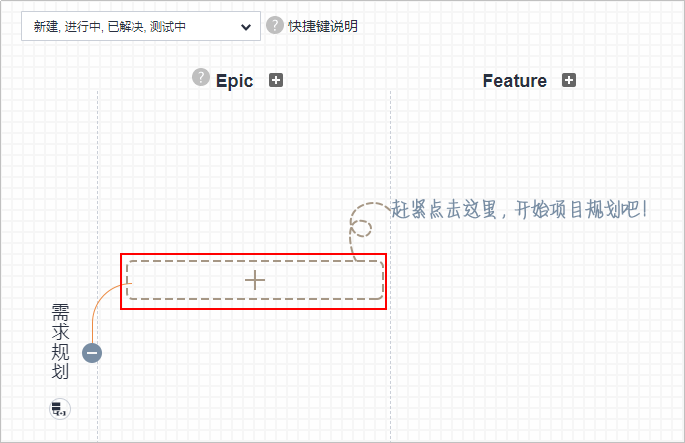 新建, 进行中, 已解决, 测试中
? 快捷键说明
? Epic
Feature
赶紧点击这里，开始项目规划吧！
需求规划